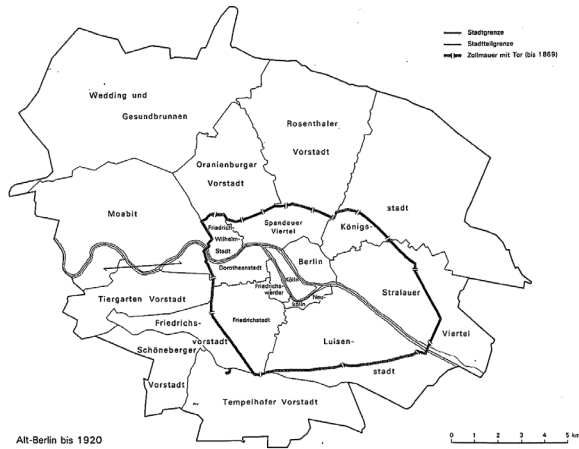 Stadtgrenze
Stadtteilgrenze
Zollmauer mit Tor (bis 1869)
Wedding und
Gesundbrunnen
Rosenthaler
Vorstadt
Oranienburger
Vorstadt
Moabit
stadt
Königs-
Friedrich-
Wilhelm-
Stadt
Spandauer
Viertel
Berlin
Dorotheenstadt
Kölln
Friedrichs-
werder
Neu-
kölln
Stralauer
Viertel
Tiergarten Vorstadt
Friedrichs-
vorstadt
Friedrichstadt
Luisen-
stadt
Schöneberger
Vorstadt
Tempelhofer Vorstadt
Alt-Berlin bis 1920
0 1 2 3 4 5 km